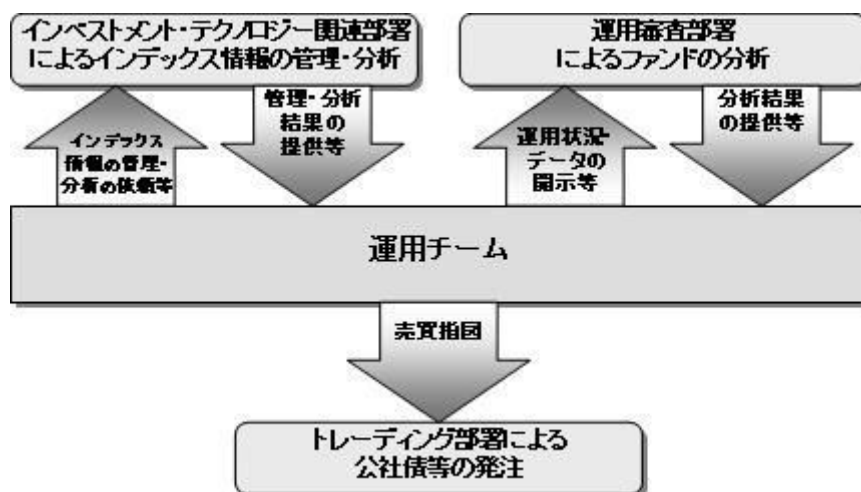 インベストメント・テクノロジー関連部署
によるインデックス情報の管理・分析
運用審査部署
によるファンドの分析
インデックス
情報の管理・
分析の依頼等
管理・分析
結果の
提供等
運用状況・
データの
開示等
分析結果
の提供等
運用チーム
売買指図
トレーディング部署による
公社債等の発注